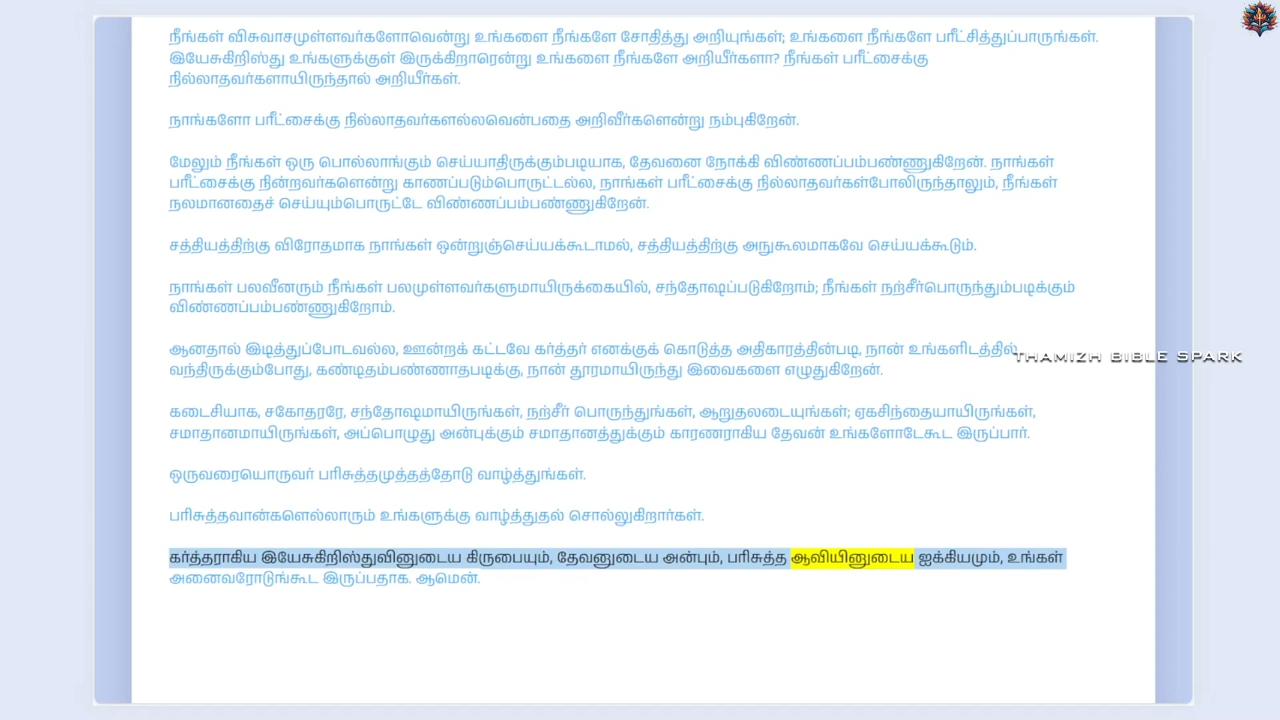 நீங்கள் விசுவாசமுள்ளவர்களோவென்று உங்களை நீங்களே சோதித்து அறியுங்கள்; உங்களை நீங்களே பரீட்சித்துப்பாருங்கள்.
இயேசுகிறிஸ்து உங்களுக்குள் இருக்கிறாரென்று உங்களை நீங்களே அறியீர்களா? நீங்கள் பரீட்சைக்கு
நில்லாதவர்களாயிருந்தால் அறியீர்கள்.
நாங்களோ பரீட்சைக்கு நில்லாதவர்களல்லவென்பதை அறிவீர்களென்று நம்புகிறேன்.
மேலும் நீங்கள் ஒரு பொல்லாங்கும் செய்யாதிருக்கும்படியாக, தேவனை நோக்கி விண்ணப்பம்பண்ணுகிறேன். நாங்கள்
பரீட்சைக்கு நின்றவர்களென்று காணப்படும்பொருட்டல்ல, நாங்கள் பரீட்சைக்கு நில்லாதவர்கள்போலிருந்தாலும், நீங்கள்
நலமானதைச் செய்யும்பொருட்டே விண்ணப்பம்பண்ணுகிறேன்.
சத்தியத்திற்கு விரோதமாக நாங்கள் ஒன்றுஞ்செய்யக்கூடாமல், சத்தியத்திற்கு அநுகூலமாகவே செய்யக்கூடும்.
நாங்கள் பலவீனரும் நீங்கள் பலமுள்ளவர்களுமாயிருக்கையில், சந்தோஷப்படுகிறோம்; நீங்கள் நற்சீர்பொருந்தும்படிக்கும்
விண்ணப்பம்பண்ணுகிறோம்.
ஆனதால் இடித்துப்போடவல்ல, ஊன்றக் கட்டவே கர்த்தர் எனக்குக் கொடுத்த அதிகாரத்தின்படி, நான் உங்களிடத்தில்
வந்திருக்கும்போது, கண்டிதம்பண்ணாதபடிக்கு, நான் தூரமாயிருந்து இவைகளை எழுதுகிறேன்.
THAMIZH BIBLE SPARK
கடைசியாக, சகோதரரே, சந்தோஷமாயிருங்கள், நற்சீர் பொருந்துங்கள், ஆறுதலடையுங்கள்; ஏகசிந்தையாயிருங்கள்,
சமாதானமாயிருங்கள், அப்பொழுது அன்புக்கும் சமாதானத்துக்கும் காரணராகிய தேவன் உங்களோடேகூட இருப்பார்.
ஒருவரையொருவர் பரிசுத்தமுத்தத்தோடு வாழ்த்துங்கள்.
பரிசுத்தவான்களெல்லாரும் உங்களுக்கு வாழ்த்துதல் சொல்லுகிறார்கள்.
கர்த்தராகிய இயேசுகிறிஸ்துவினுடைய கிருபையும், தேவனுடைய அன்பும், பரிசுத்த ஆவியினுடைய ஐக்கியமும், உங்கள்
அனைவரோடுங்கூட இருப்பதாக. ஆமென்.